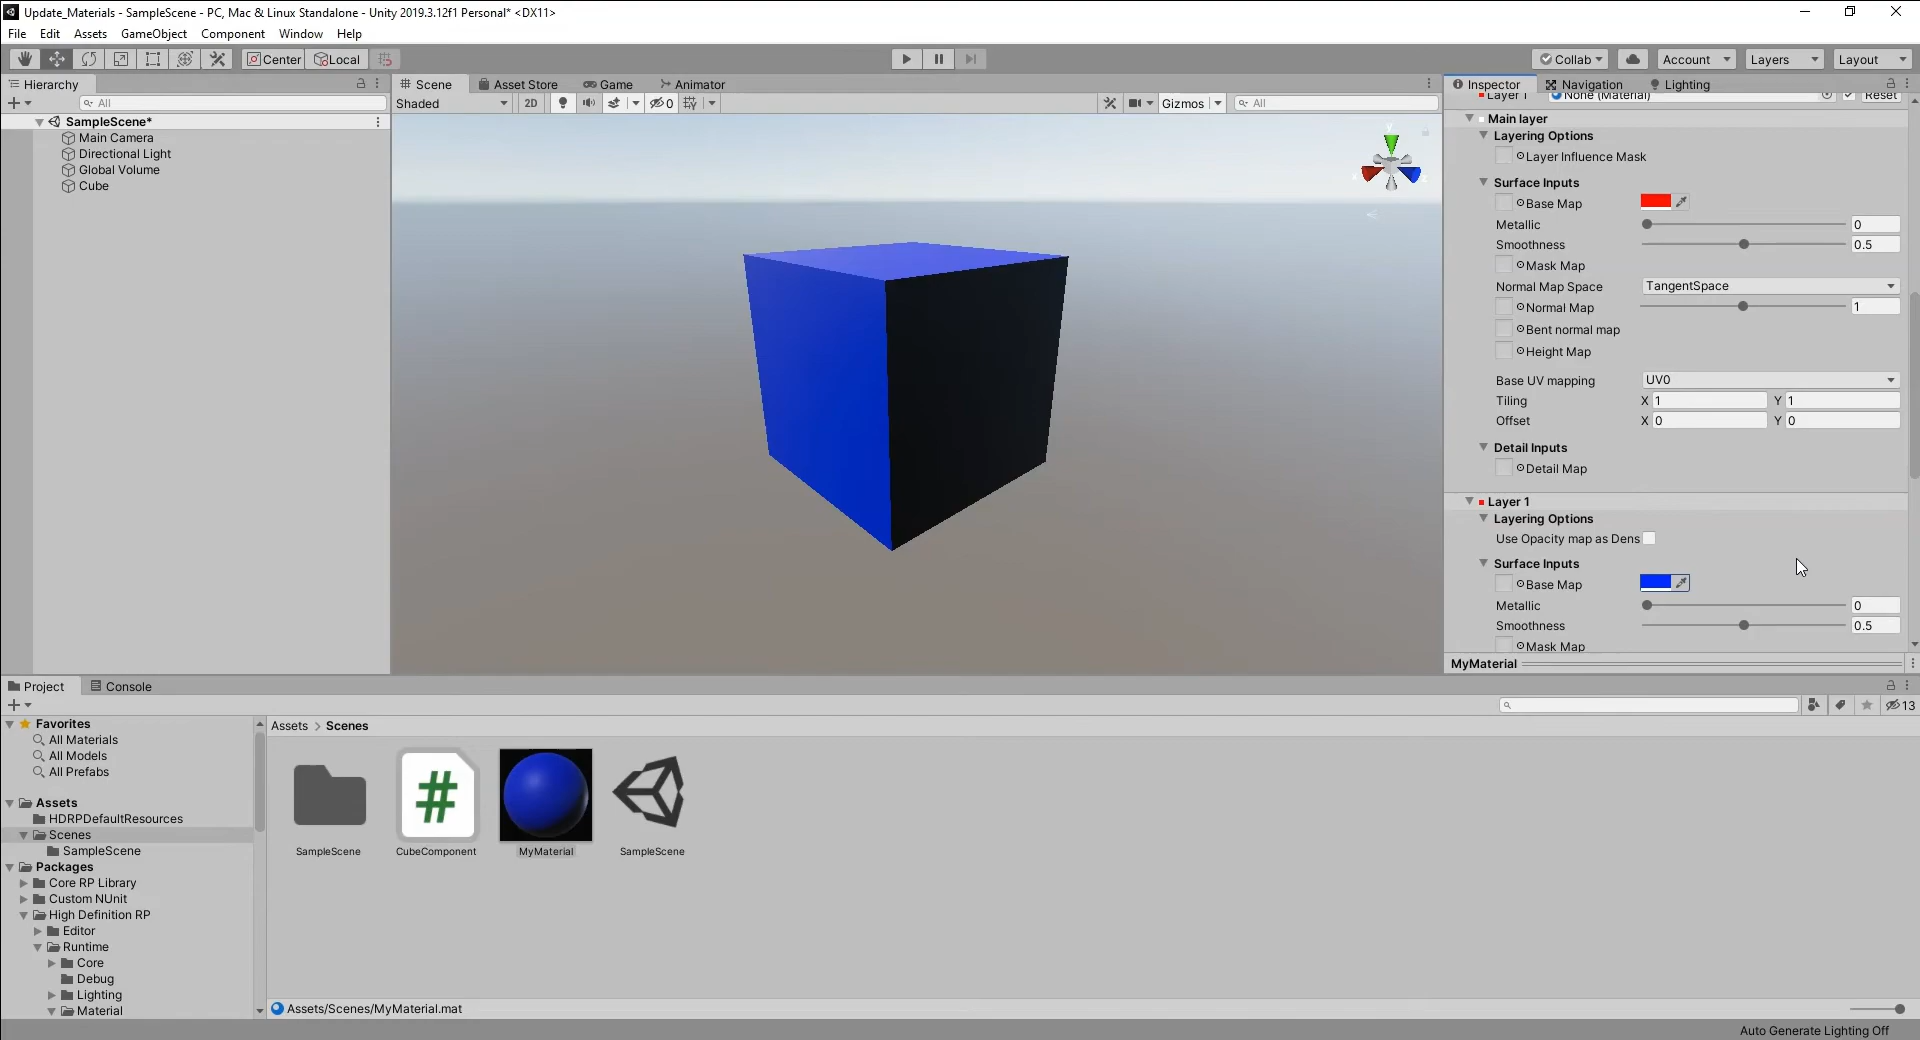 Update_Materials - SampleScene - PC, Mac & Linux Standalone - Unity 2019.3.12f1 Personal* <DX11>
File Edit Assets GameObject Component Window Help
Center Local Collab Account Layers Layout
Hierarchy
All
SampleScene*
Main Camera
Directional Light
Global Volume
Cube
Scene Asset Store Game Animator
Shaded 2D 0 Gizmos All
Inspector Navigation Lighting
Layer 1 None (Material) Reset
Main layer
Layering Options
Layer Influence Mask
Surface Inputs
Base Map
Metallic 0
Smoothness 0.5
Mask Map
Normal Map Space TangentSpace
Normal Map 1
Bent normal map
Height Map
Base UV mapping UV0
Tiling X 1 Y 1
Offset X 0 Y 0
Detail Inputs
Detail Map
Layer 1
Layering Options
Use Opacity map as Dens
Surface Inputs
Base Map
Metallic 0
Smoothness 0.5
Mask Map
MyMaterial
Project Console
13
Favorites
All Materials
All Models
All Prefabs
Assets
HDRPDefaultResources
Scenes
SampleScene
Packages
Core RP Library
Custom NUnit
High Definition RP
Editor
Runtime
Core
Debug
Lighting
Material
Assets > Scenes
#
SampleScene CubeComponent MyMaterial SampleScene
Assets/Scenes/MyMaterial.mat
Auto Generate Lighting Off